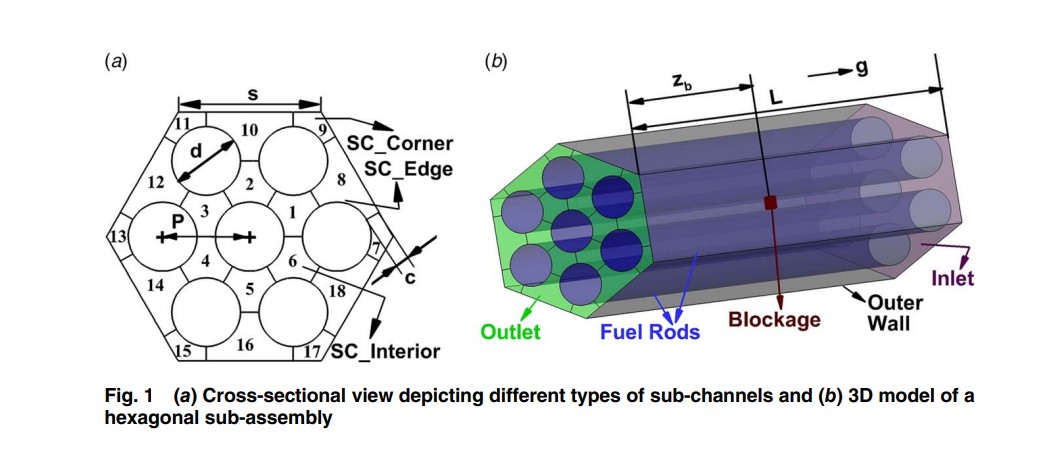 (a)
s
11
10
9
SC_Corner
d
SC_Edge
12
2
8
3
1
P
13
7
4
6
c
14
5
18
15
16
17
SC_Interior
(b)
z_b
L
g
Inlet
Outer
Wall
Blockage
Fuel Rods
Outlet
Fig. 1 (a) Cross-sectional view depicting different types of sub-channels and (b) 3D model of a
hexagonal sub-assembly